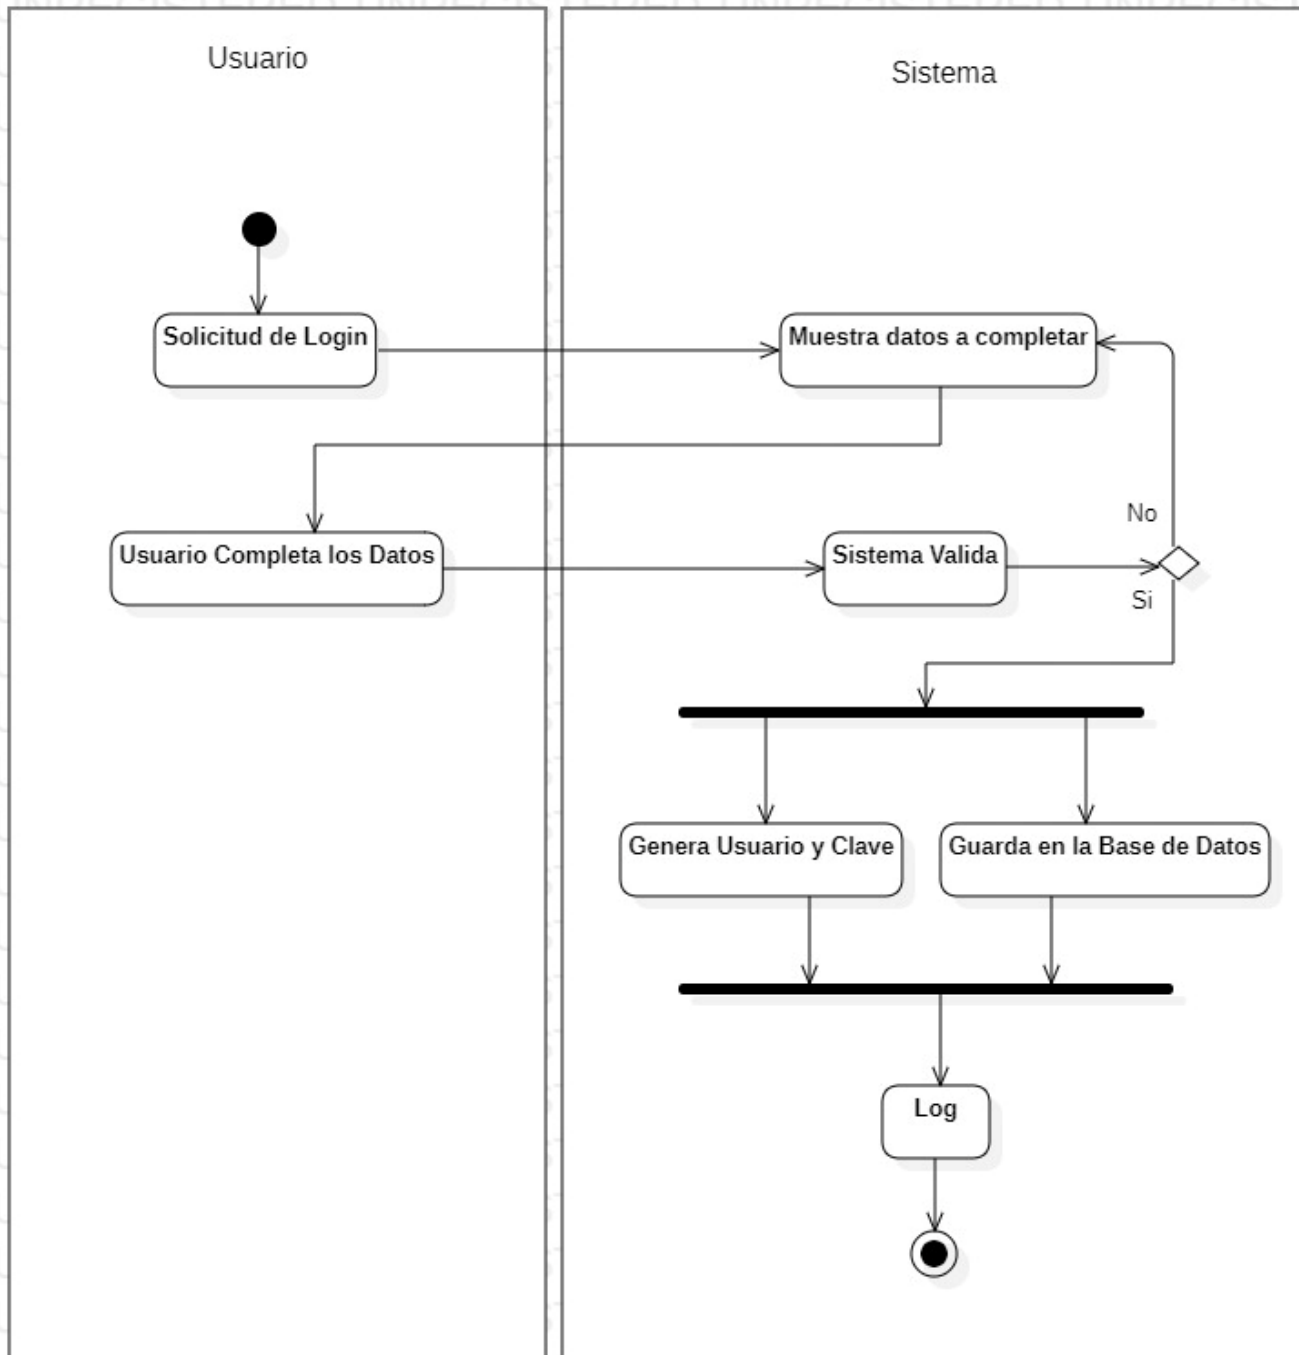 Usuario
Sistema
Solicitud de Login
Muestra datos a completar
No
Usuario Completa los Datos
Sistema Valida
Si
Genera Usuario y Clave
Guarda en la Base de Datos
Log